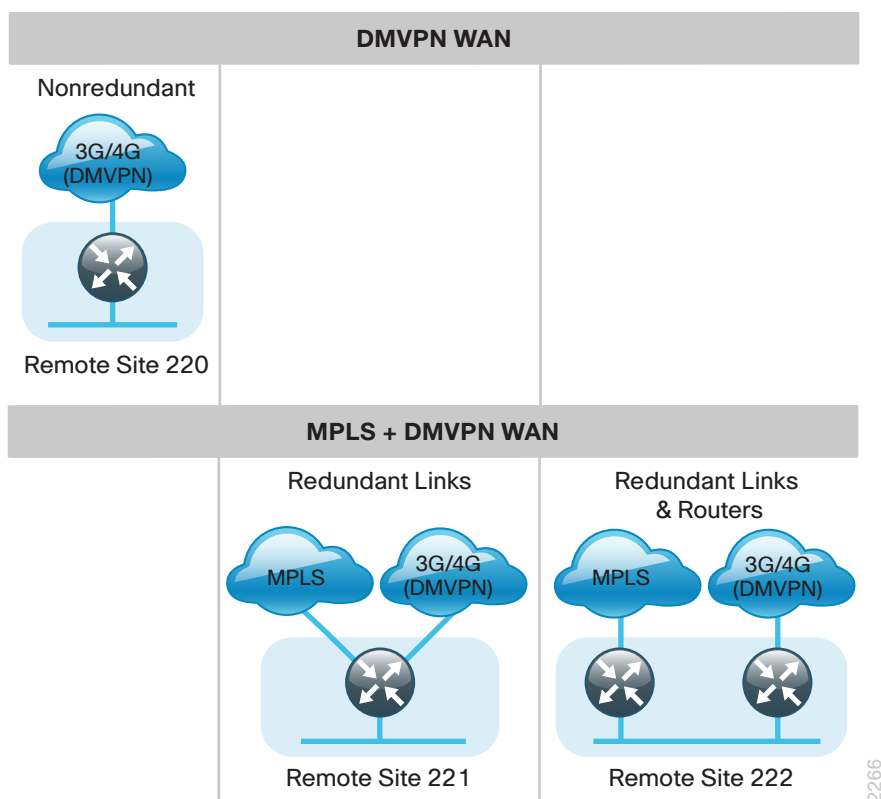 DMVPN WAN
Nonredundant
3G/4G
(DMVPN)
Remote Site 220
MPLS + DMVPN WAN
Redundant Links
MPLS
3G/4G
(DMVPN)
Remote Site 221
Redundant Links
& Routers
MPLS
3G/4G
(DMVPN)
Remote Site 222
2266